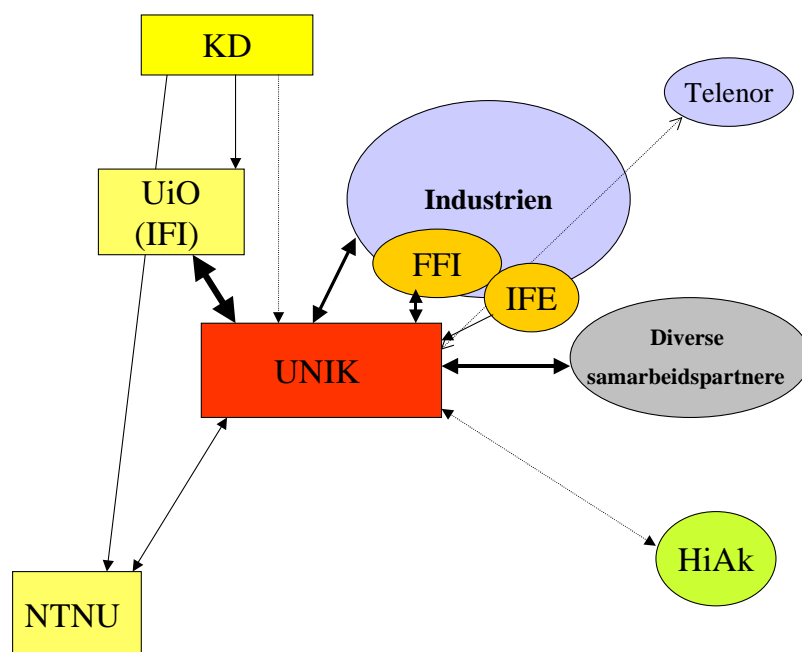 KD
Telenor
UiO
(IFI)
Industrien
FFI
IFE
UNIK
Diverse
samarbeidspartnere
HiAk
NTNU